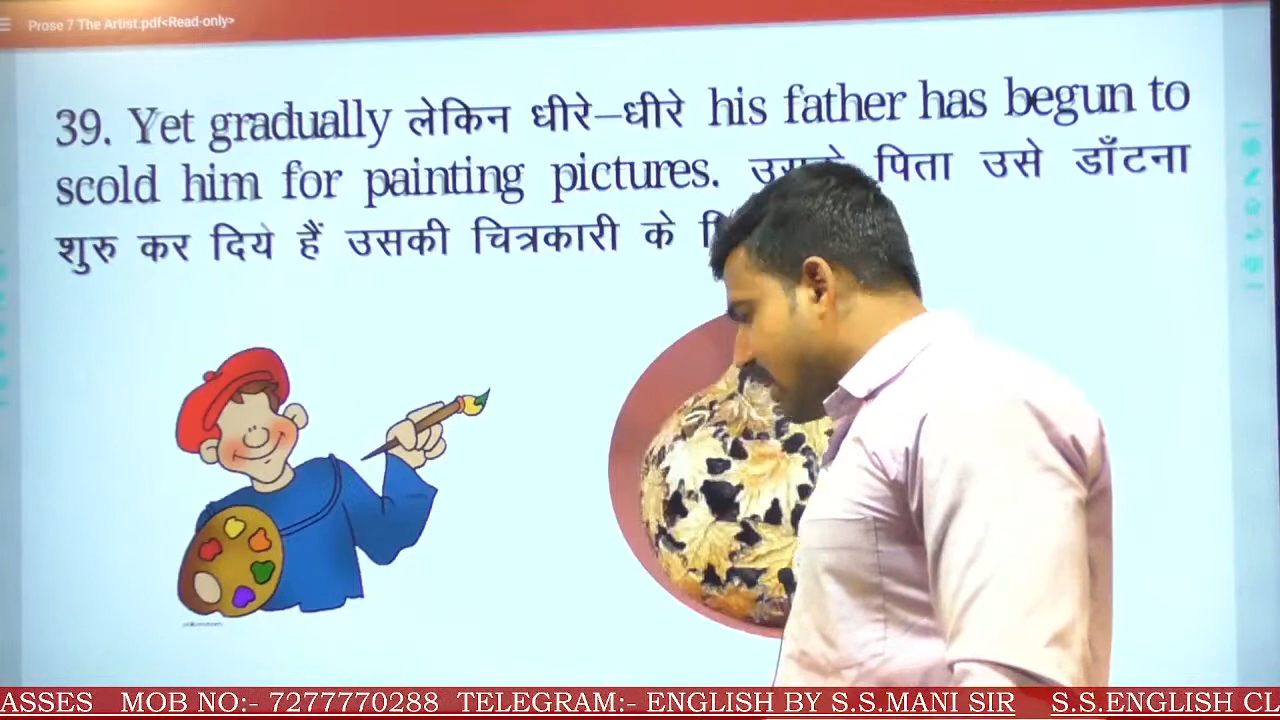 Prose 7 The Artist.pdf<Read-only>
39. Yet gradually लेकिन धीरे–धीरे his father has begun to
scold him for painting pictures. पिता उसे डाँटना
शुरु कर दिये हैं उसकी चित्रकारी के
ASSES MOB NO:- 7277770288 TELEGRAM:- ENGLISH BY S.S.MANI SIR S.S.ENGLISH CL